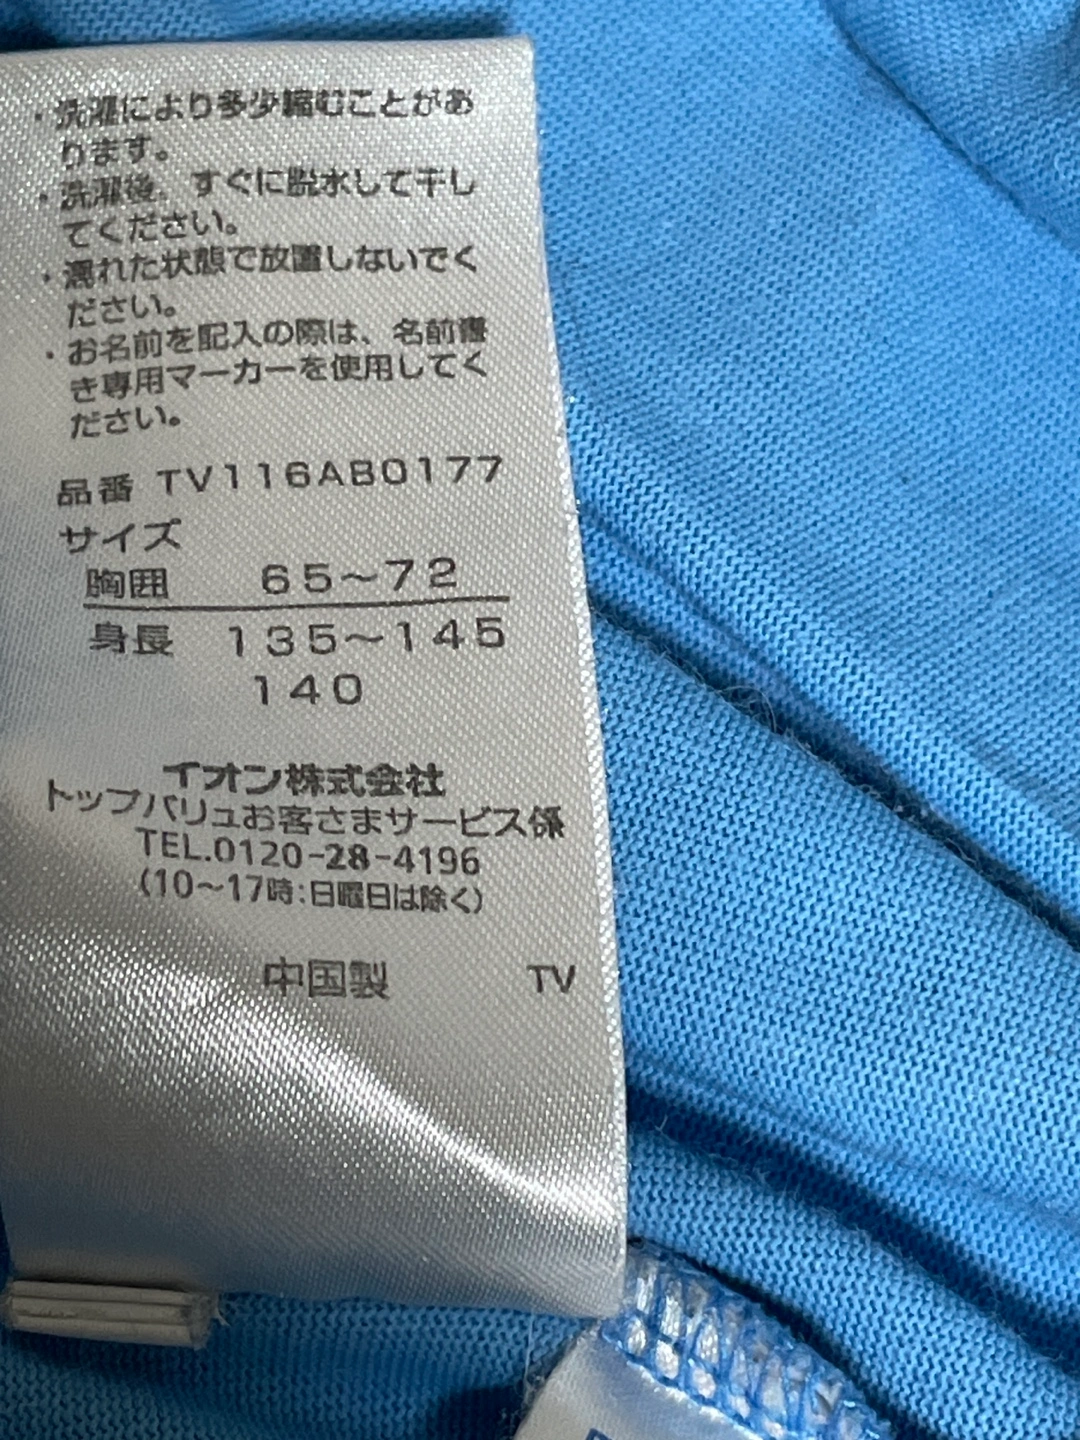 ・洗濯により多少縮むことがあ
ります。
・洗濯後、すぐに脱水して干し
てください。
・濡れた状態で放置しないでく
ださい。
・お名前を記入の際は、名前書
き専用マーカーを使用してく
ださい。
品番 TV116AB0177
サイズ
胸囲 65～72
身長 135～145
140
イオン株式会社
トップバリュお客さまサービス係
TEL.0120-28-4196
(10～17時:日曜日は除く)
中国製 TV